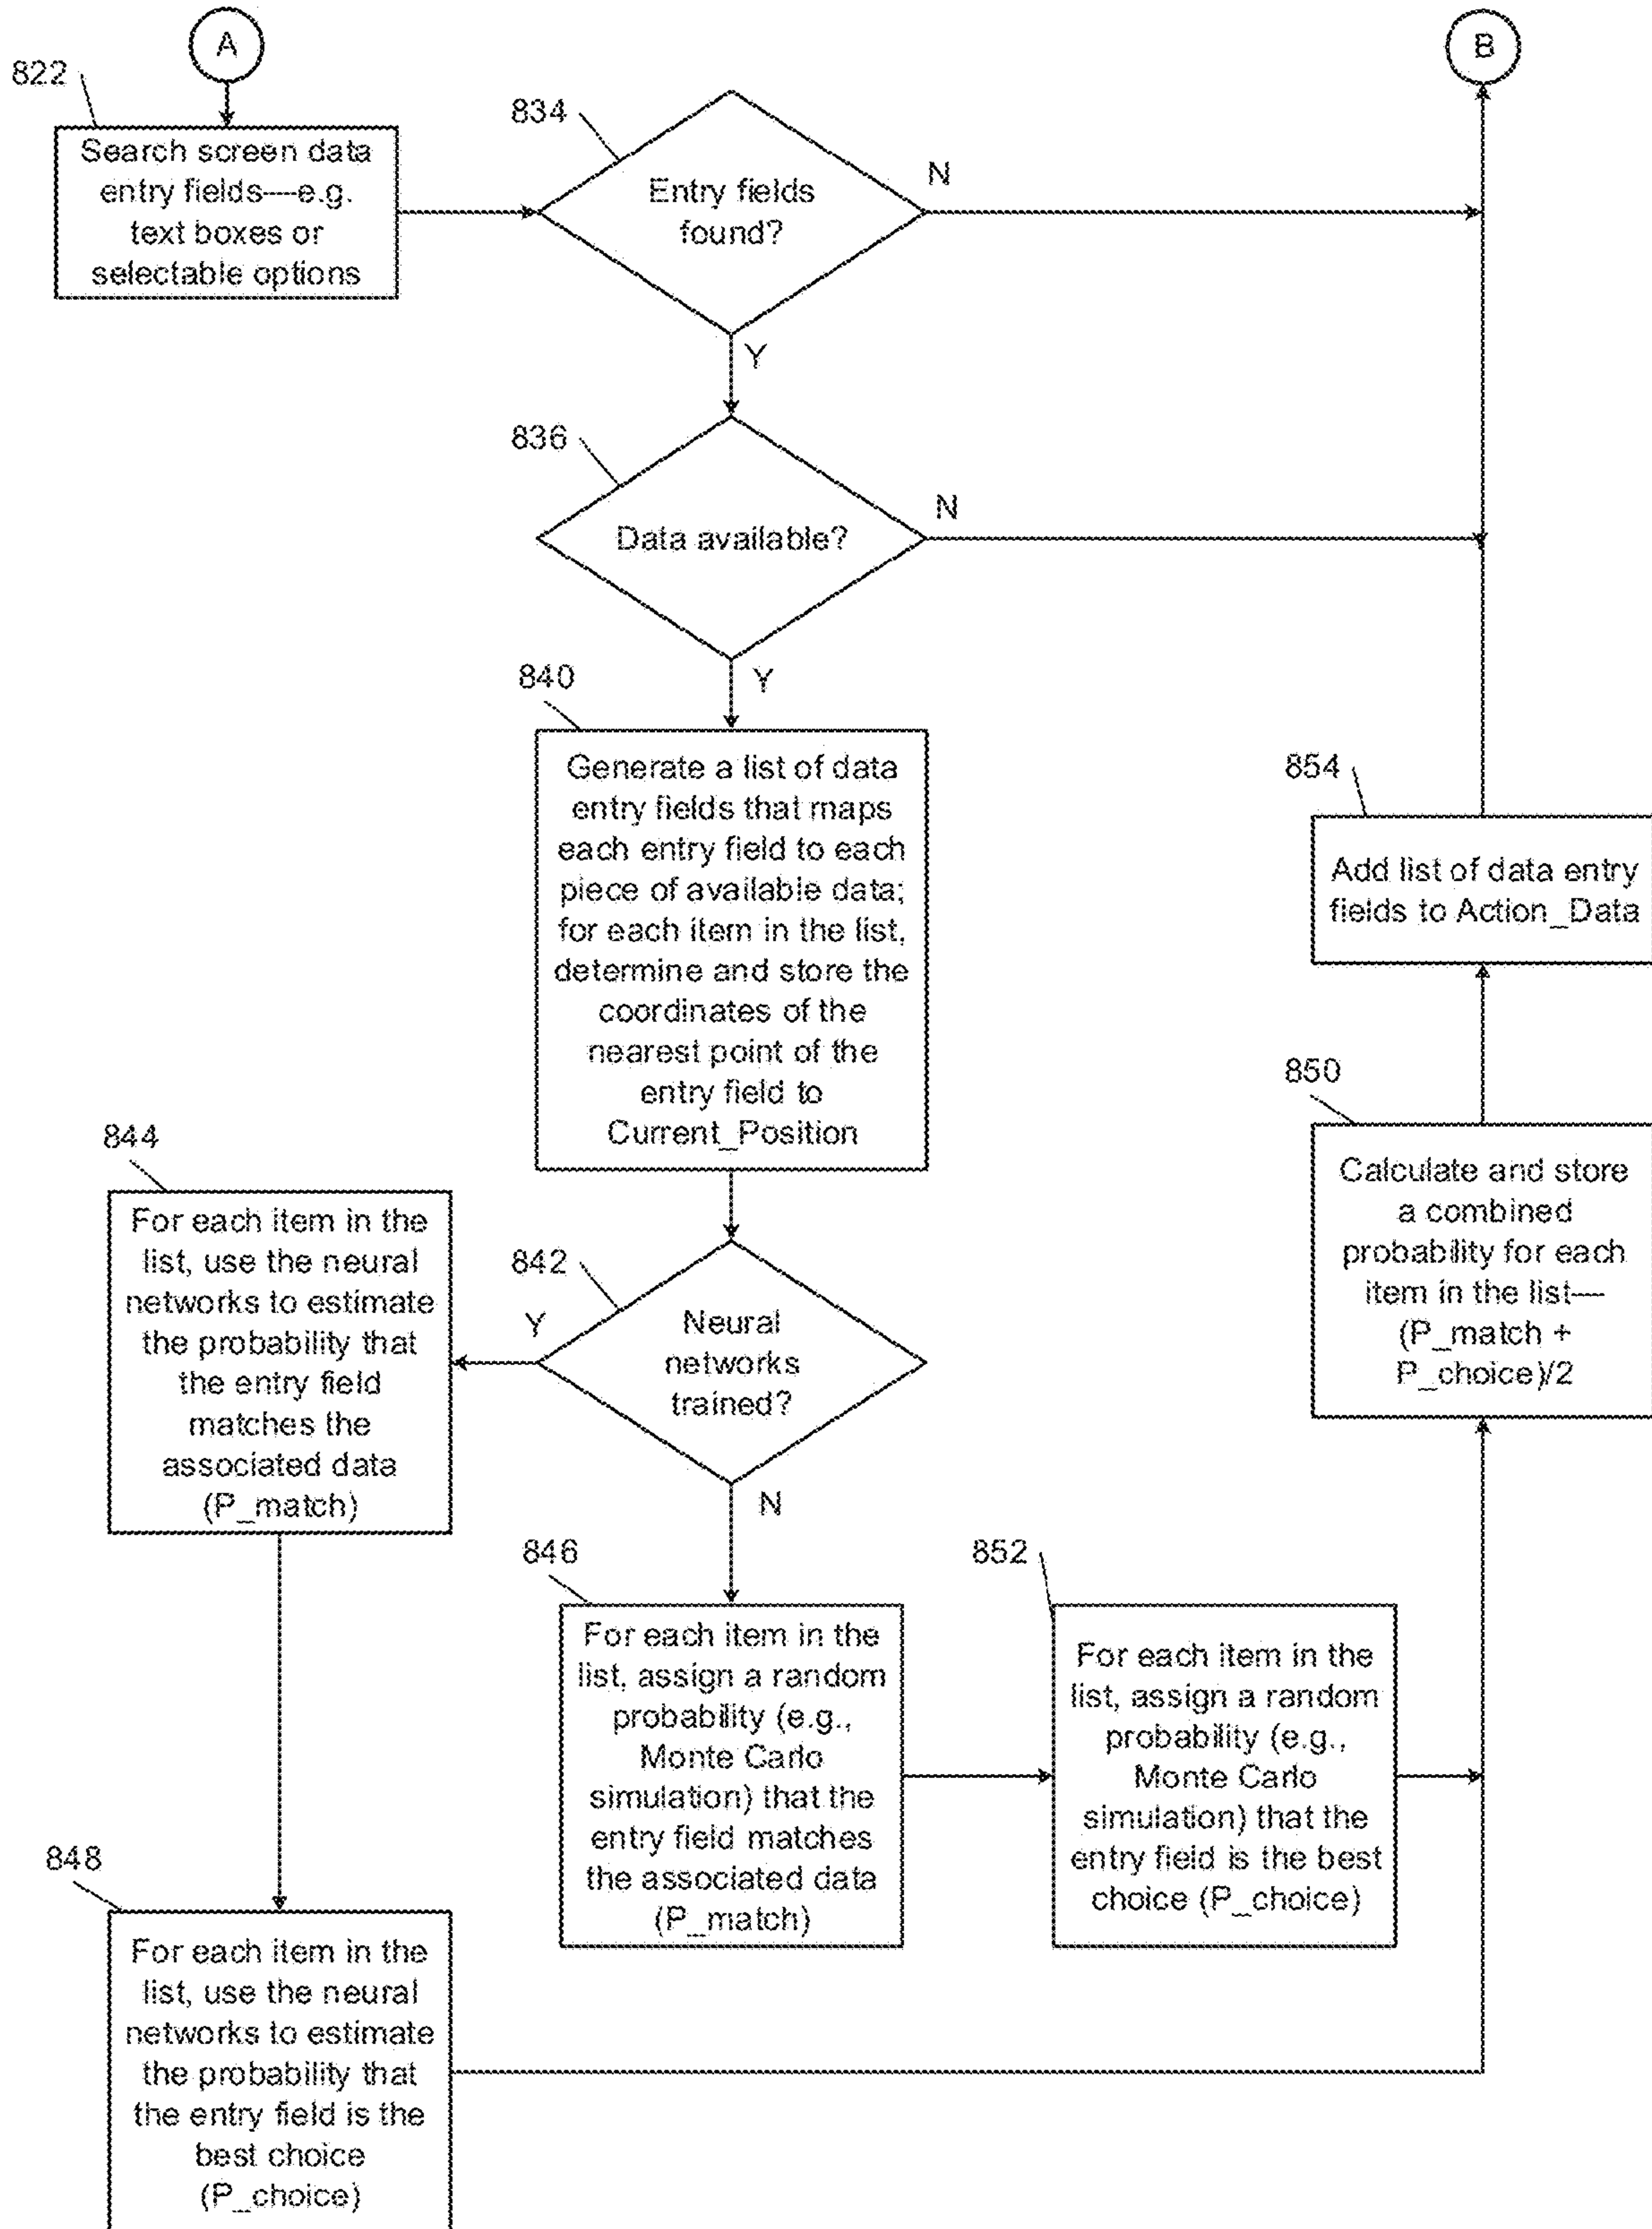 A
B
822
Search screen data
entry fields----e.g.
text boxes or
selectable options
834
Entry fields
found?
N
Y
836
Data available?
N
Y
840
Generate a list of data
entry fields that maps
each entry field to each
piece of available data;
for each item in the list,
determine and store the
coordinates of the
nearest point of the
entry field to
Current_Position
842
Neural
networks
trained?
Y
N
844
For each item in the
list, use the neural
networks to estimate
the probability that
the entry field
matches the
associated data
(P_match)
848
For each item in the
list, use the neural
networks to estimate
the probability that
the entry field is the
best choice
(P_choice)
846
For each item in the
list, assign a random
probability (e.g.,
Monte Carlo
simulation) that the
entry field matches
the associated data
(P_match)
852
For each item in the
list, assign a random
probability (e.g.,
Monte Carlo
simulation) that the
entry field is the best
choice (P_choice)
850
Calculate and store
a combined
probability for each
item in the list----
(P_match +
P_choice)/2
854
Add list of data entry
fields to Action_Data